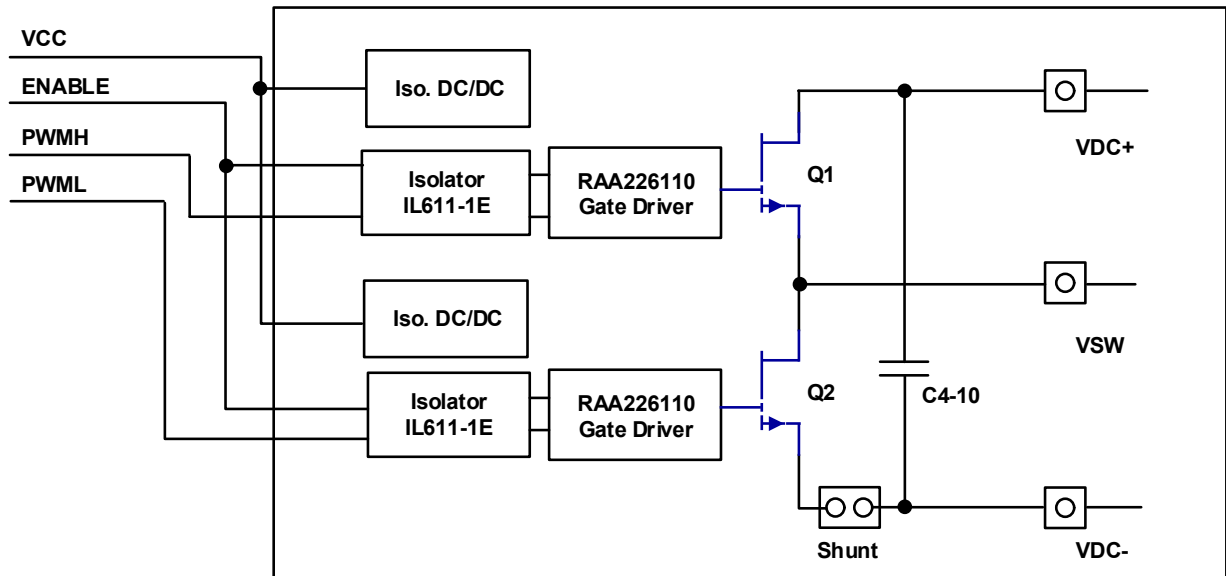 VCC
ENABLE
PWMH
PWML
Iso. DC/DC
Isolator
IL611-1E
RAA226110
Gate Driver
Q1
VDC+
Iso. DC/DC
VSW
Isolator
IL611-1E
RAA226110
Gate Driver
Q2
C4-10
Shunt
VDC-